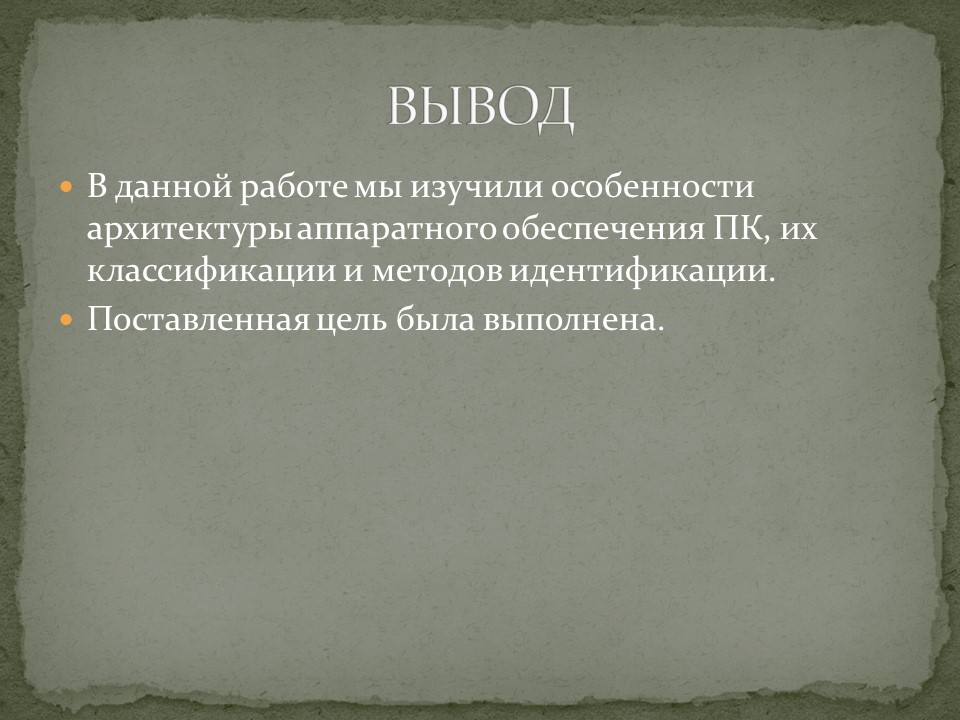 ВЫВОД
В данной работе мы изучили особенности
архитектуры аппаратного обеспечения ПК, их
классификации и методов идентификации.
Поставленная цель была выполнена.